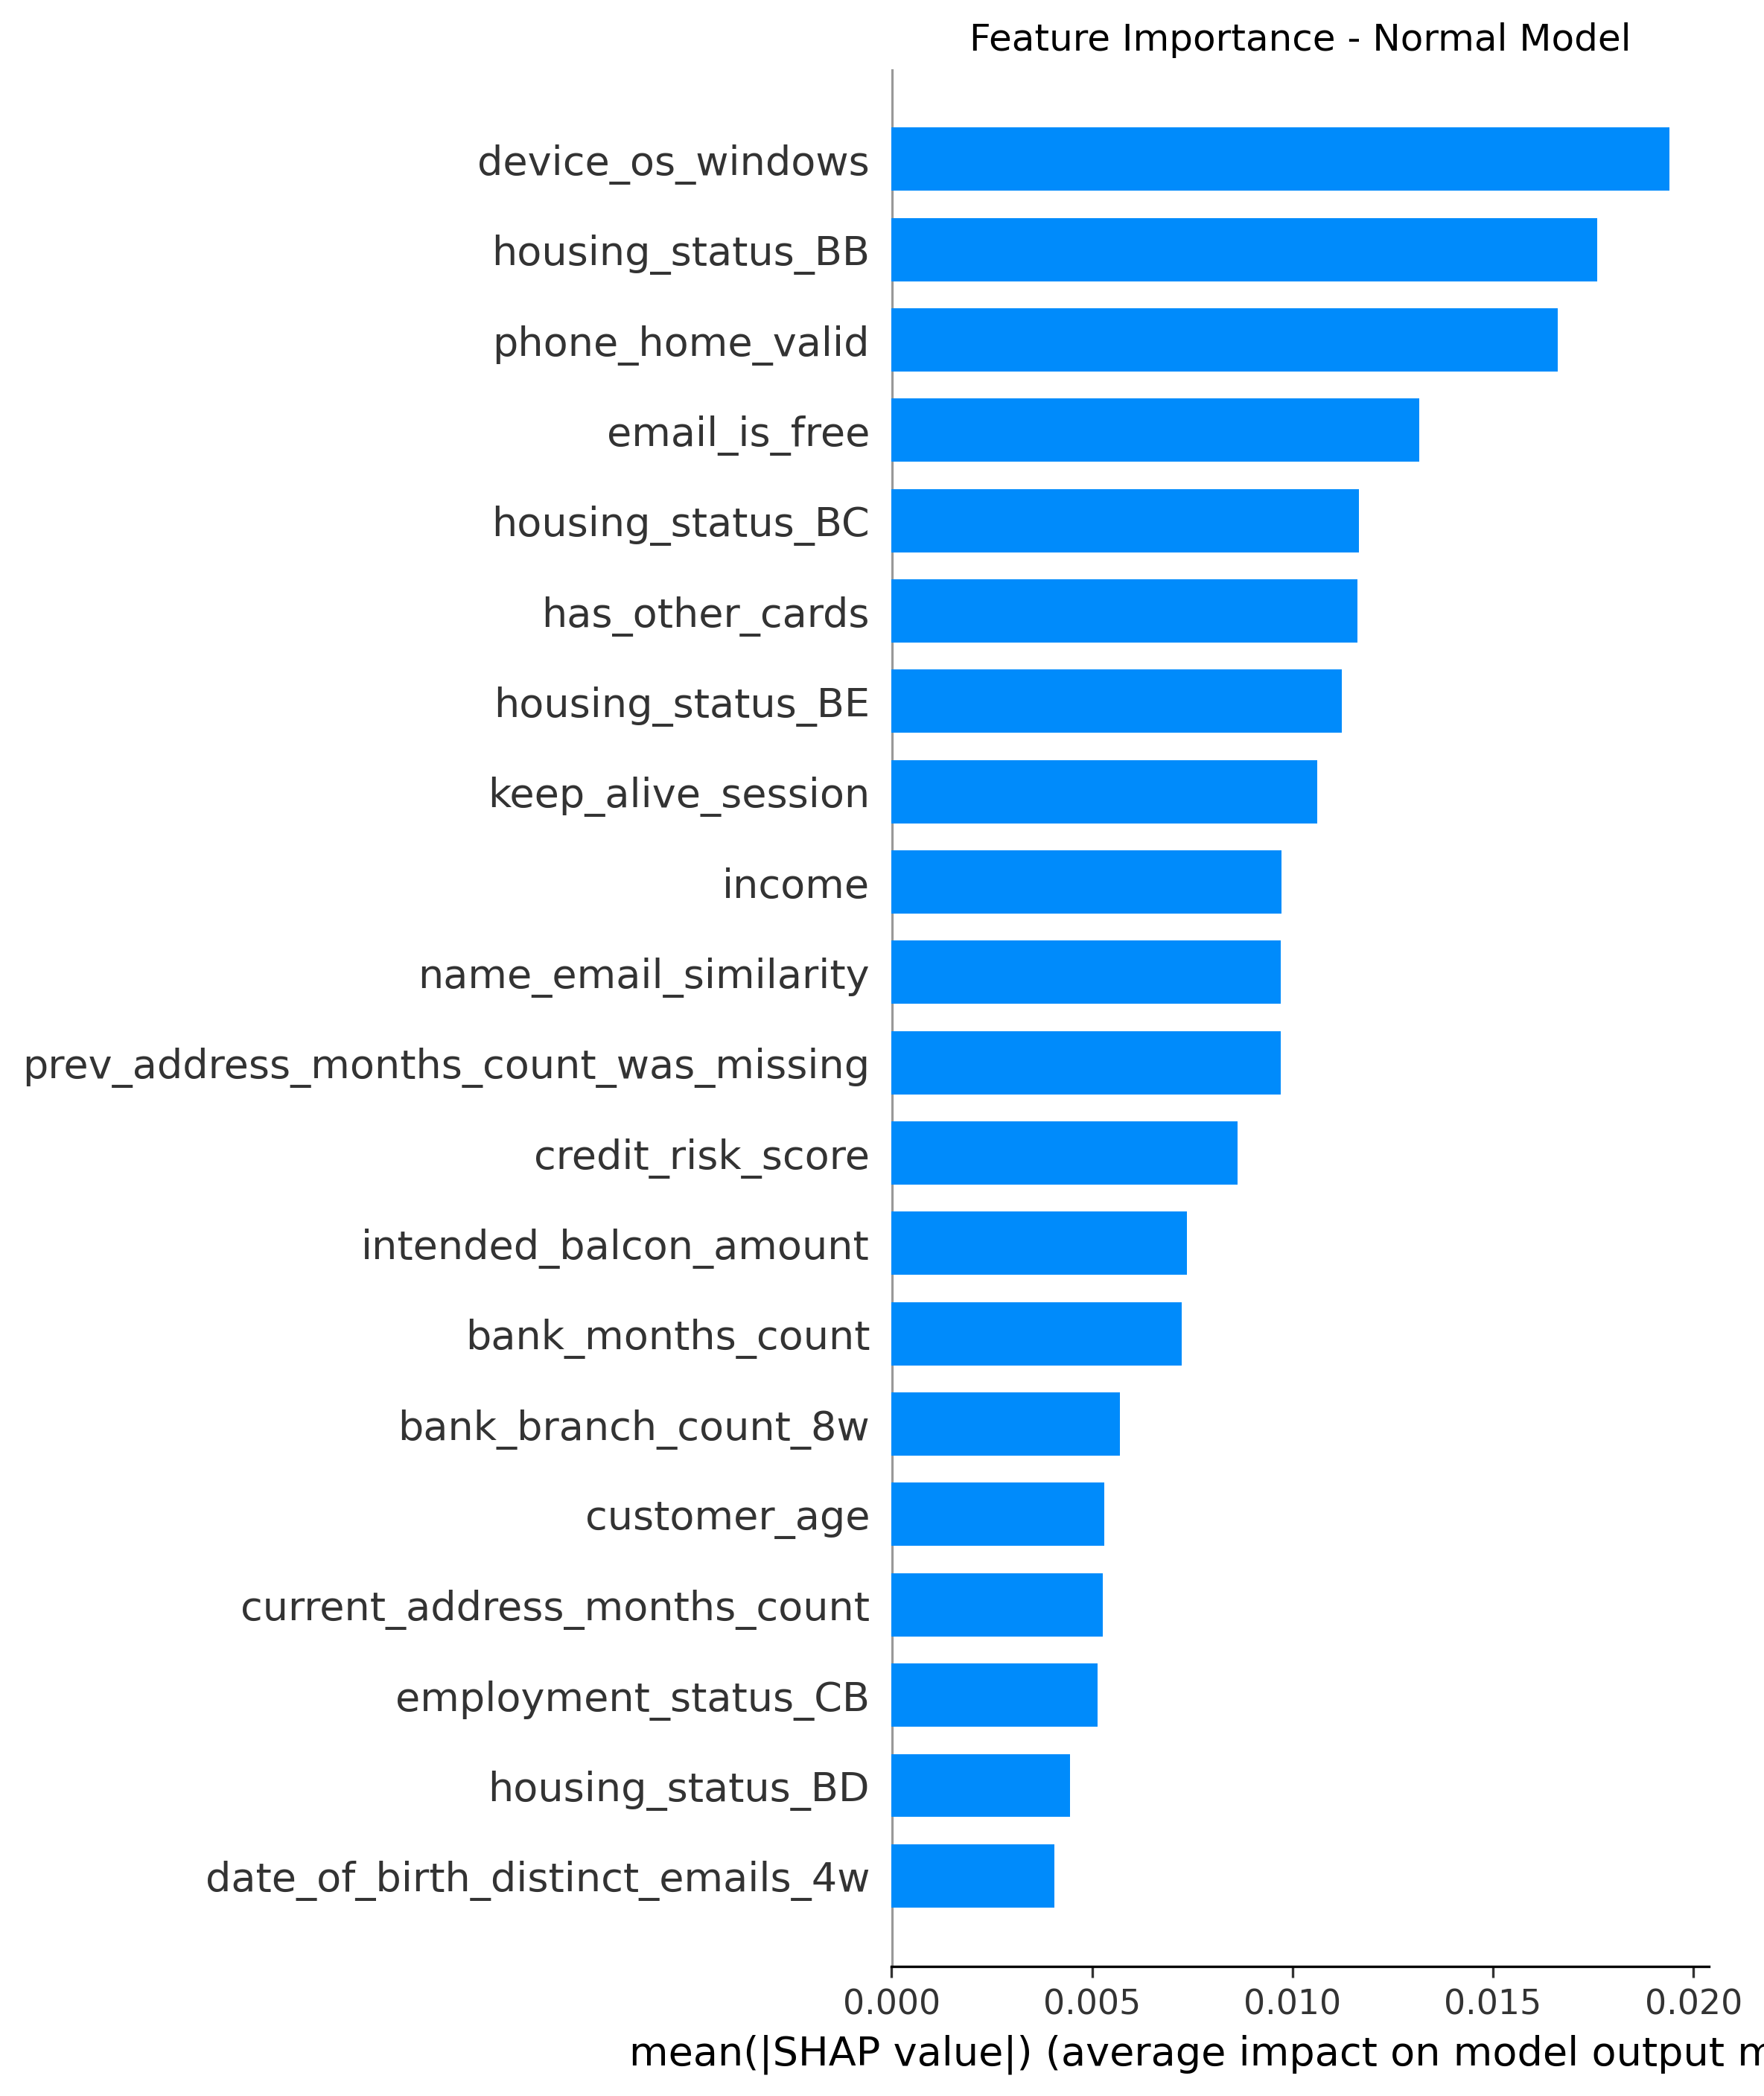 Feature Importance - Normal Model
device_os_windows
housing_status_BB
phone_home_valid
email_is_free
housing_status_BC
has_other_cards
housing_status_BE
keep_alive_session
income
name_email_similarity
prev_address_months_count_was_missing
credit_risk_score
intended_balcon_amount
bank_months_count
bank_branch_count_8w
customer_age
current_address_months_count
employment_status_CB
housing_status_BD
date_of_birth_distinct_emails_4w
0.000 0.005 0.010 0.015 0.020
mean(|SHAP value|) (average impact on model output